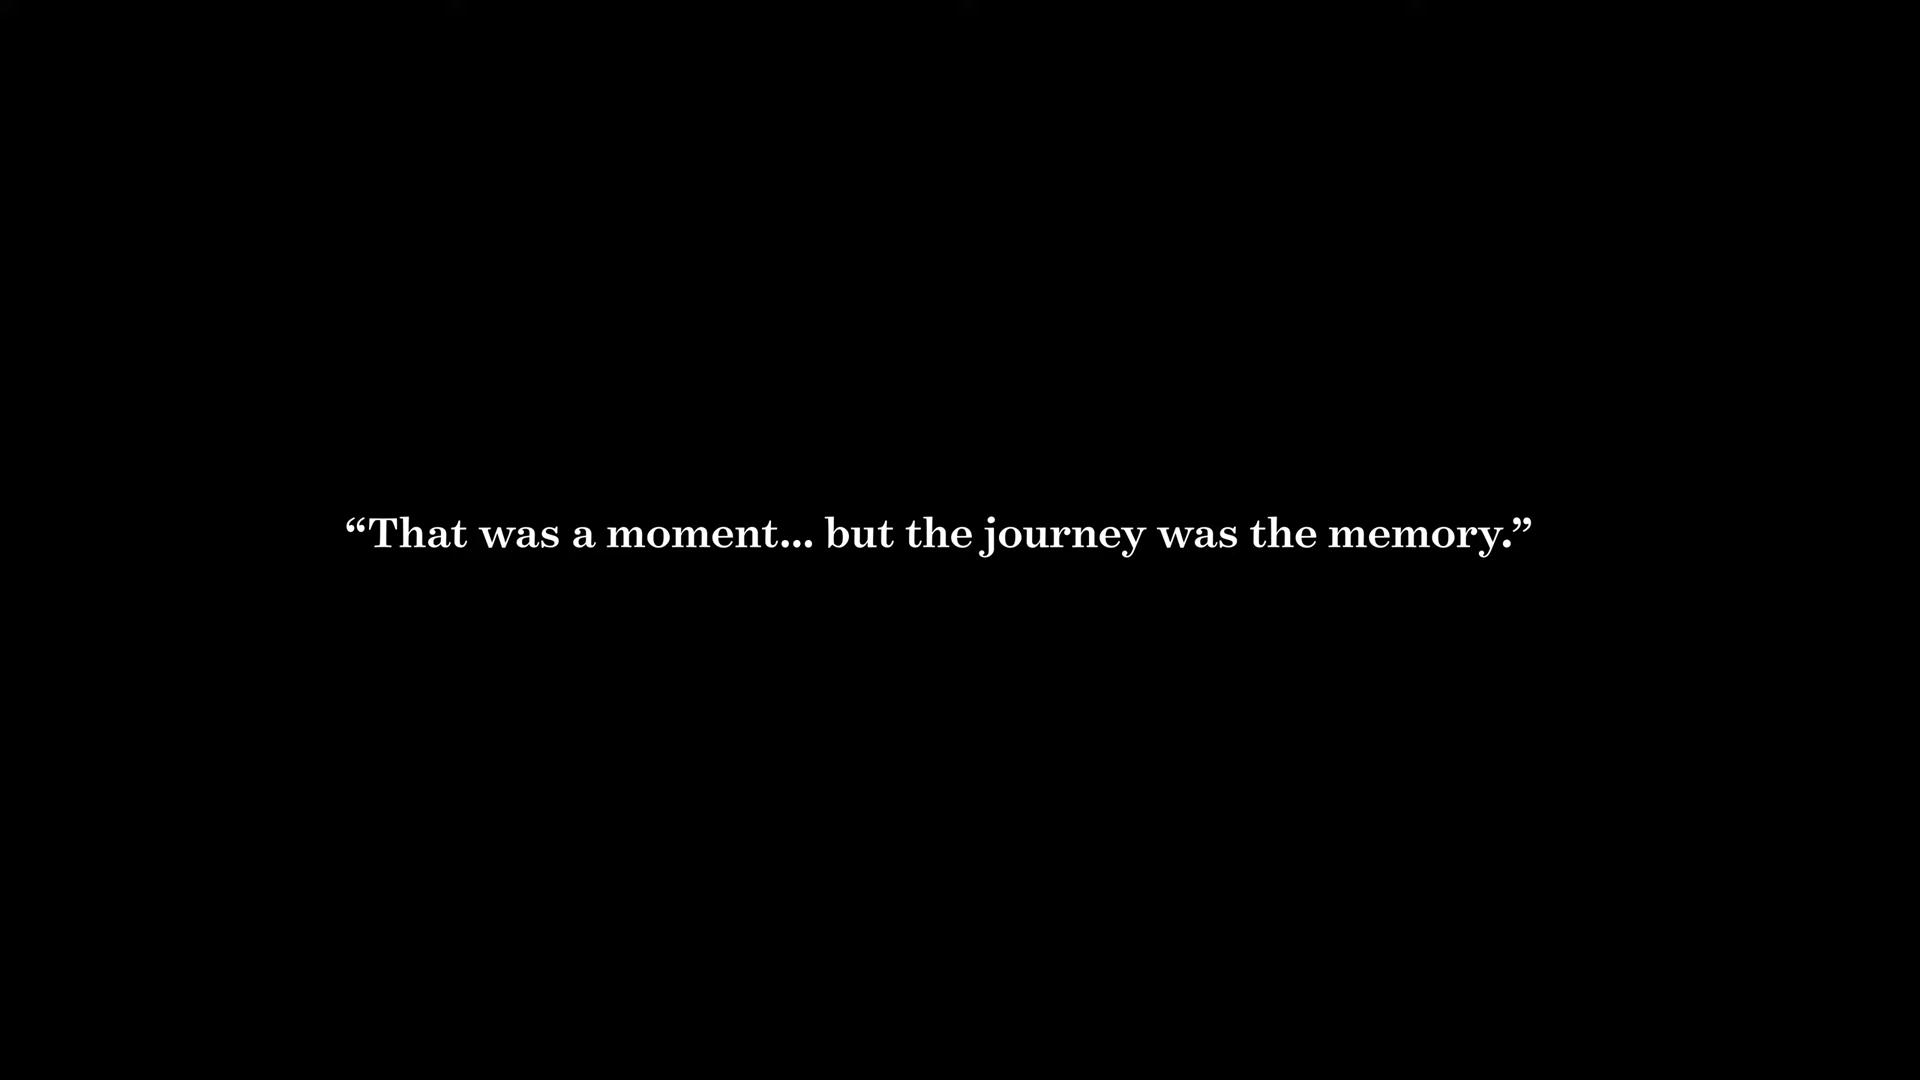 “That was a moment... but the journey was the memory.”